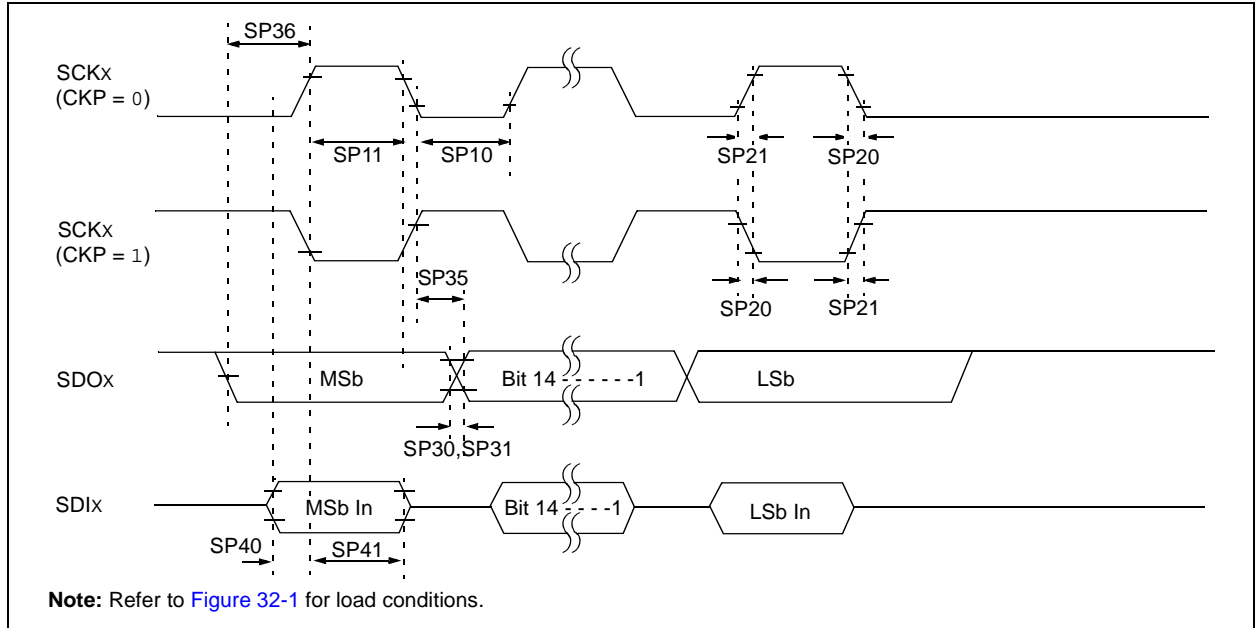 SP36
SCKx
(CKP = 0)
SP11
SP10
SP21
SP20
SCKx
(CKP = 1)
SP35
SP20
SP21
SDOx
MSb
Bit 14 - - - - - -1
LSb
SP30,SP31
SDIx
MSb In
Bit 14 - - - -1
LSb In
SP40
SP41
Note: Refer to Figure 32-1 for load conditions.